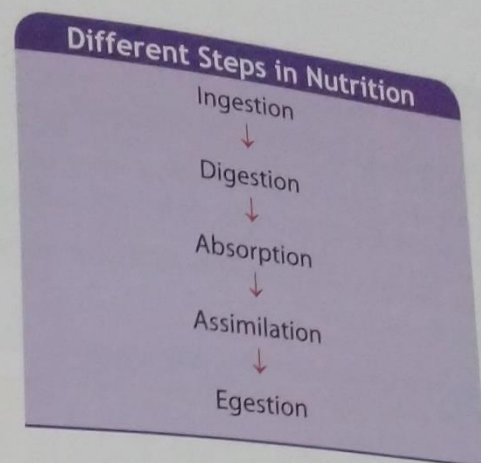 Different Steps in Nutrition
Ingestion
↓
Digestion
↓
Absorption
↓
Assimilation
↓
Egestion